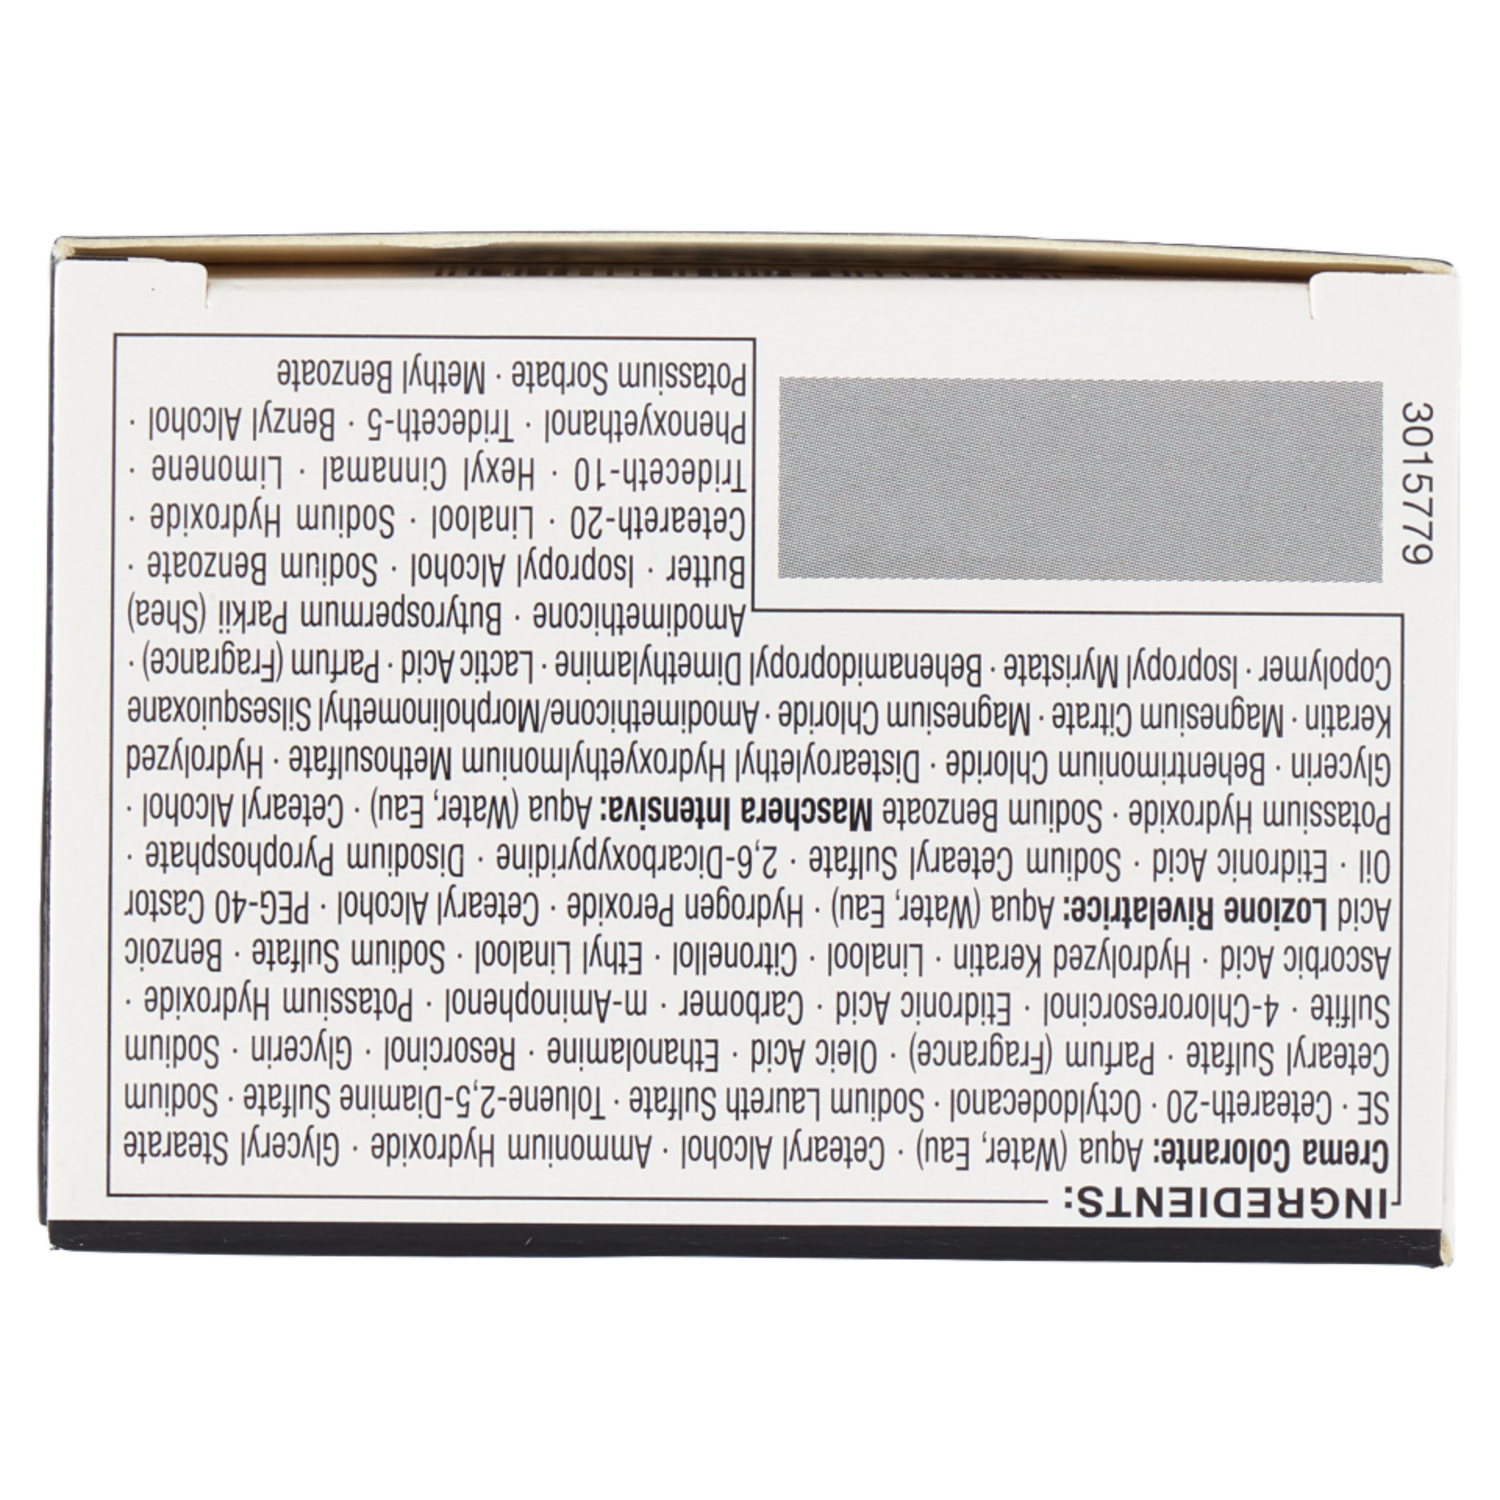 INGREDIENTS:
Crema Colorante: Aqua (Water, Eau) · Cetearyl Alcohol · Ammonium Hydroxide · Glyceryl Stearate
SE · Ceteareth-20 · Octyldodecanol · Sodium Laureth Sulfate · Toluene-2,5-Diamine Sulfate · Sodium
Cetearyl Sulfate · Parfum (Fragrance) · Oleic Acid · Ethanolamine · Resorcinol · Glycerin · Sodium
Sulfite · 4-Chlororesorcinol · Etidronic Acid · Carbomer · m-Aminophenol · Potassium Hydroxide ·
Ascorbic Acid · Hydrolyzed Keratin · Linalool · Citronellol · Ethyl Linalool · Sodium Sulfate · Benzoic
Acid Lozione Rivelatrice: Aqua (Water, Eau) · Hydrogen Peroxide · Cetearyl Alcohol · PEG-40 Castor
Oil · Etidronic Acid · Sodium Cetearyl Sulfate · 2,6-Dicarboxypyridine · Disodium Pyrophosphate ·
Potassium Hydroxide · Sodium Benzoate Maschera Intensiva: Aqua (Water, Eau) · Cetearyl Alcohol ·
Glycerin · Behentrimonium Chloride · Distearoylethyl Hydroxyethylmonium Methosulfate · Hydrolyzed
Keratin · Magnesium Citrate · Magnesium Chloride · Amodimethicone/Morpholinomethyl Silsesquioxane
Copolymer · Isopropyl Myristate · Behenamidopropyl Dimethylamine · Lactic Acid · Parfum (Fragrance) ·
Amodimethicone · Butyrospermum Parkii (Shea)
Butter · Isopropyl Alcohol · Sodium Benzoate ·
Ceteareth-20 · Linalool · Sodium Hydroxide ·
Trideceth-10 · Hexyl Cinnamal · Limonene ·
Phenoxyethanol · Trideceth-5 · Benzyl Alcohol ·
Potassium Sorbate · Methyl Benzoate
3015779